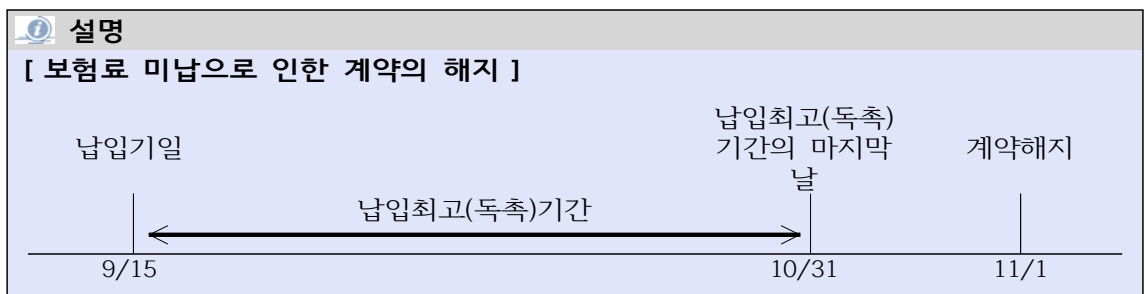 설명
[ 보험료 미납으로 인한 계약의 해지 ]
납입기일
납입최고(독촉)
기간의 마지막
날
계약해지
납입최고(독촉)기간
9/15
10/31
11/1